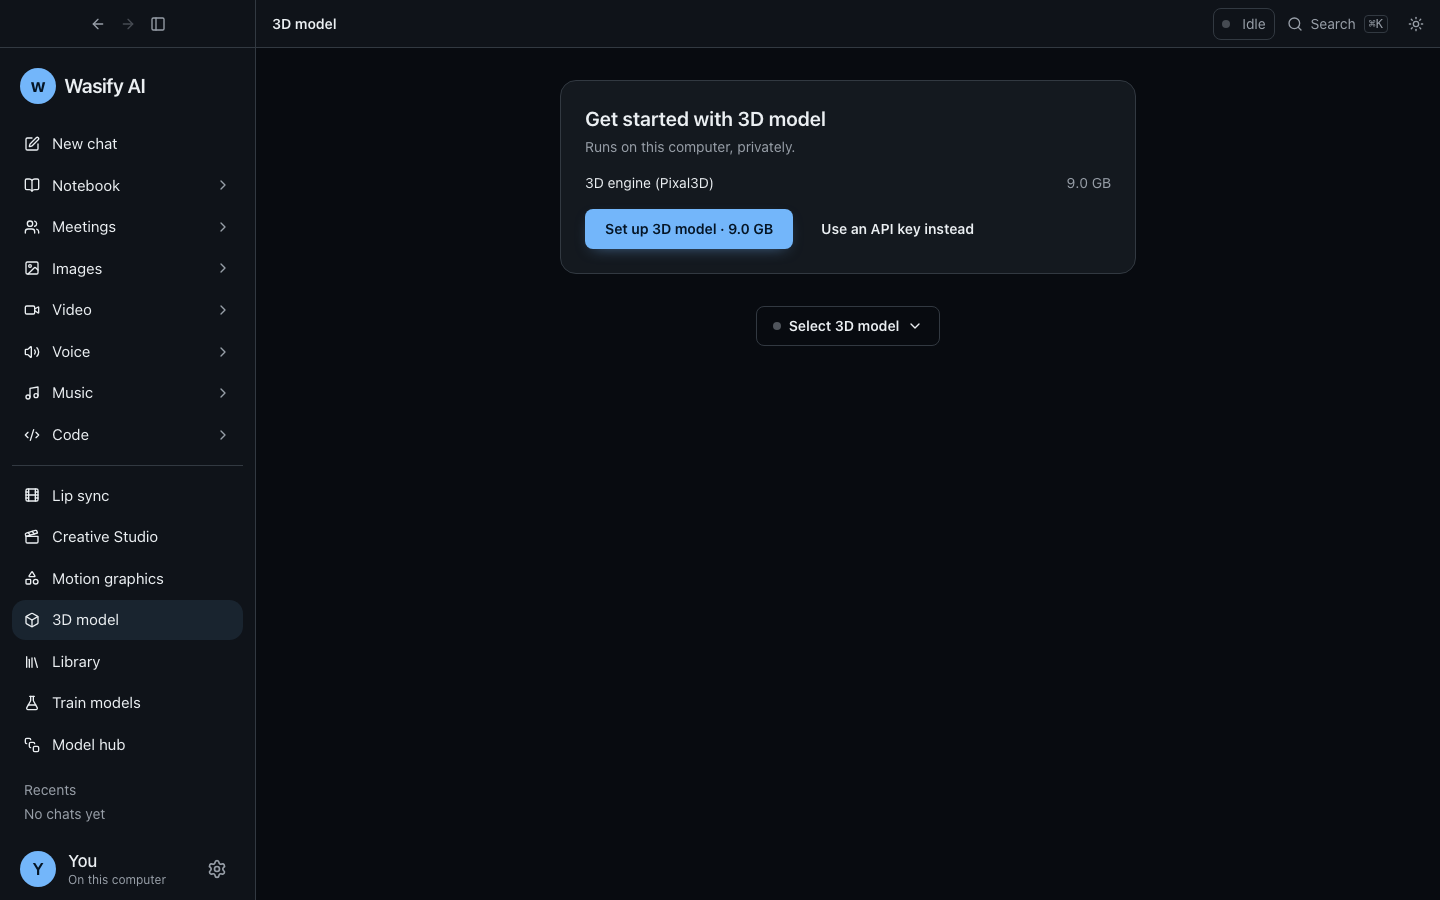 3D model
Idle
Search ⌘K
W
Wasify AI
New chat
Notebook
Meetings
Images
Video
Voice
Music
Code
Lip sync
Creative Studio
Motion graphics
3D model
Library
Train models
Model hub
Recents
No chats yet
Y
You
On this computer
Get started with 3D model
Runs on this computer, privately.
3D engine (Pixal3D) 9.0 GB
Set up 3D model · 9.0 GB Use an API key instead
Select 3D model